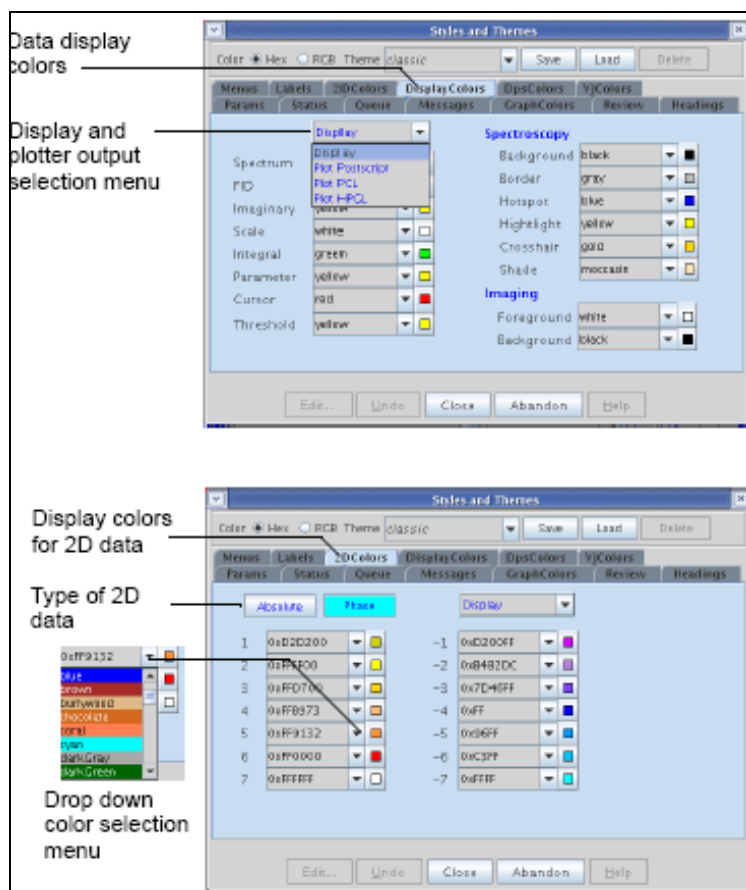 Data display
colors
Styles and Themes
Color Hex RGB Theme classic Save Load Delete
Menus Labels 2DColors DisplayColors DpsColors VJColors
Params Status Queue Messages GraphColors Review Headings
Display and
plotter output
selection menu
Display
Display
Plot Postscript
Plot PCL
Plot HPGL
Spectrum
FID
Imaginary yellow
Scale white
Integral green
Parameter yellow
Cursor red
Threshold yellow
Spectroscopy
Background black
Border gray
Hotspot blue
Hightlight yellow
Crosshair gold
Shade moccasin
Imaging
Foreground white
Background black
Edit... Undo Close Abandon Help
Display colors
for 2D data
Styles and Themes
Color Hex RGB Theme classic Save Load Delete
Menus Labels 2DColors DisplayColors DpsColors VJColors
Params Status Queue Messages GraphColors Review Headings
Type of 2D
data
Absolute Phase Display
1 0xD2D200 -1 0xD200FF
2 0xFFFF00 -2 0xB482DC
3 0xFFD700 -3 0x7D46FF
4 0xFFB973 -4 0xFF
5 0xFF9132 -5 0x96FF
6 0xFF0000 -6 0xC3FF
7 0xFFFFFF -7 0xFFFF
0xFF9132
blue
brown
burlywood
chocolate
coral
cyan
darkGray
darkGreen
Drop down
color selection
menu
Edit... Undo Close Abandon Help